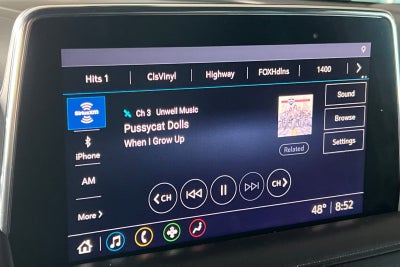 Hits 1 ClsVinyl Highway FOXHdlns 1400
SiriusXM
Ch 3 Unwell Music
Pussycat Dolls
When I Grow Up
Related
Sound
Browse
Settings
iPhone
AM
More
CH
CH
48° 8:52